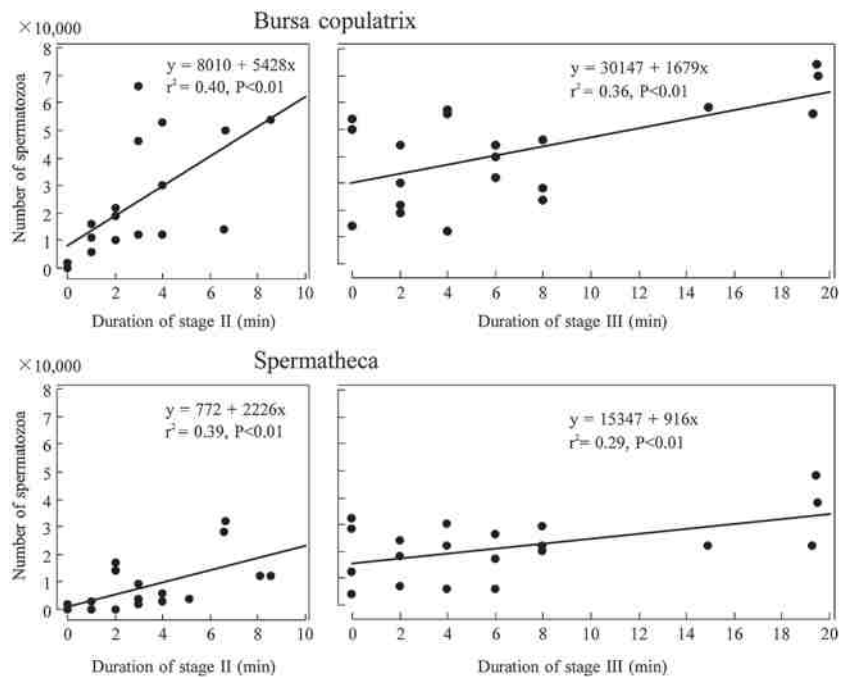 Bursa copulatrix
×10,000
Number of spermatozoa
8
7
6
5
4
3
2
1
0
y = 8010 + 5428x
r² = 0.40, P<0.01
0 2 4 6 8 10
Duration of stage II (min)
y = 30147 + 1679x
r² = 0.36, P<0.01
0 2 4 6 8 10 12 14 16 18 20
Duration of stage III (min)
Spermatheca
×10,000
Number of spermatozoa
8
7
6
5
4
3
2
1
0
y = 772 + 2226x
r² = 0.39, P<0.01
0 2 4 6 8 10
Duration of stage II (min)
y = 15347 + 916x
r²= 0.29, P<0.01
0 2 4 6 8 10 12 14 16 18 20
Duration of stage III (min)